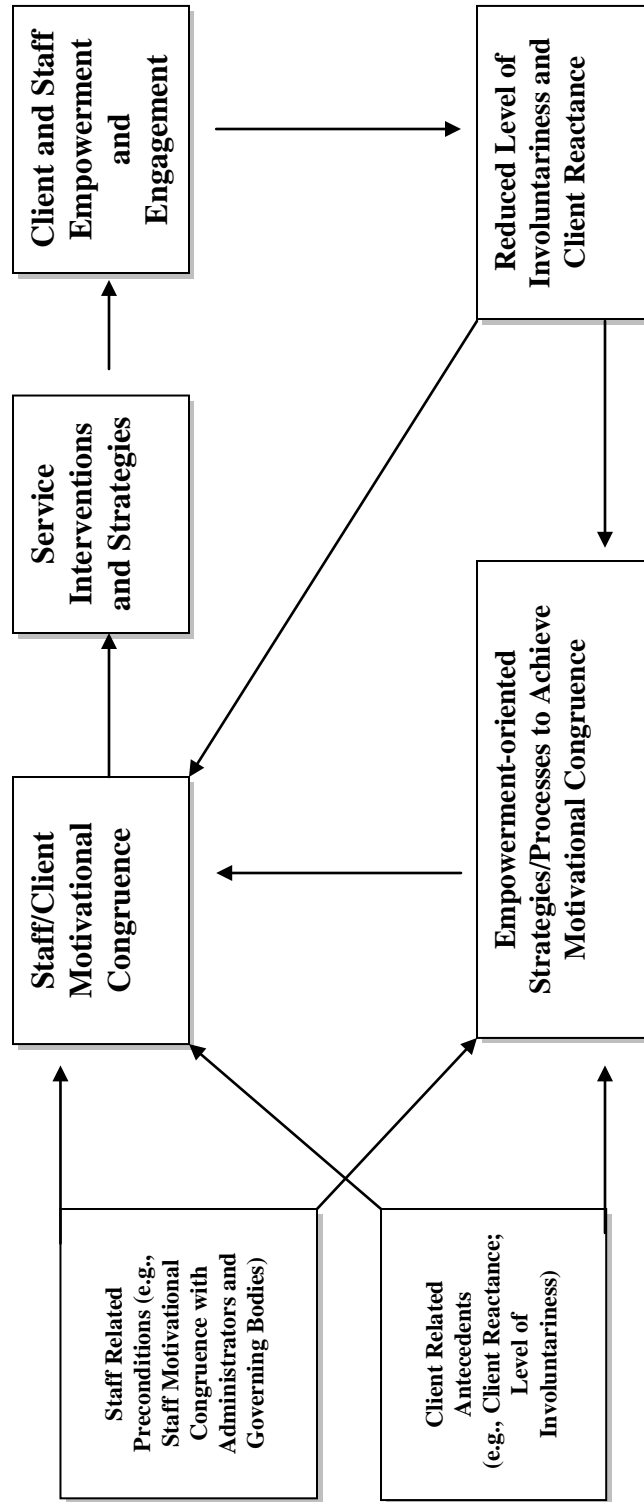 Staff Related
Preconditions (e.g.,
Staff Motivational
Congruence with
Administrators and
Governing Bodies)
Client Related
Antecedents
(e.g., Client Reactance;
Level of
Involuntariness)
Staff/Client
Motivational
Congruence
Empowerment-oriented
Strategies/Processes to Achieve
Motivational Congruence
Service
Interventions
and Strategies
Client and Staff
Empowerment
and
Engagement
Reduced Level of
Involuntariness and
Client Reactance